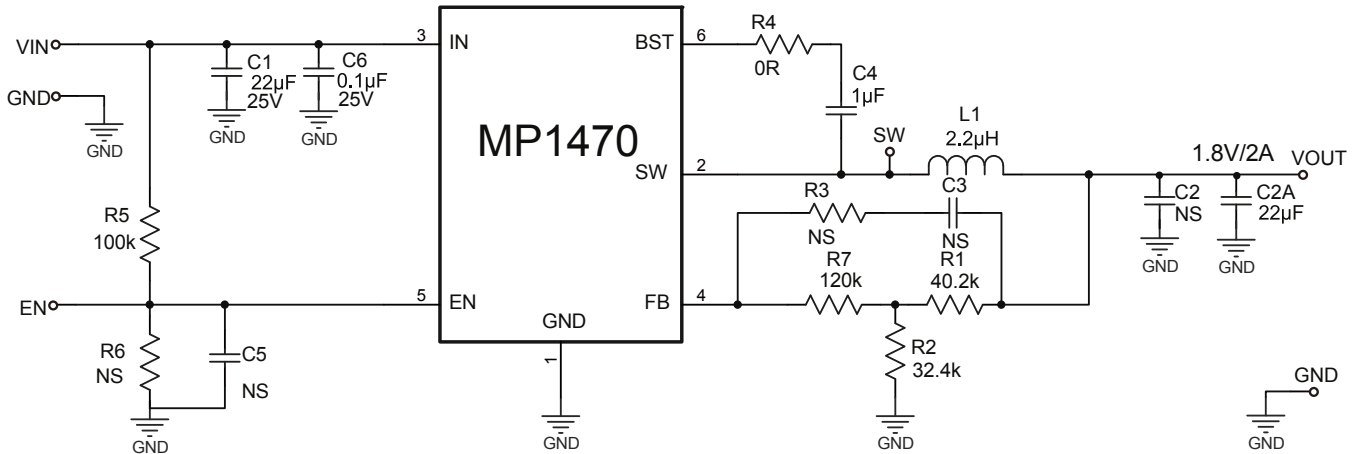 VIN
GND
GND
C1
22µF
25V
GND
C6
0.1µF
25V
GND
3
IN
MP1470
BST
6
R4
0R
C4
1µF
SW
L1
2.2µH
SW
2
1.8V/2A
VOUT
C2
NS
GND
C2A
22µF
GND
R3
NS
C3
NS
R5
100k
R7
120k
R1
40.2k
EN
5
EN
FB
4
GND
1
GND
R6
NS
C5
NS
GND
R2
32.4k
GND
GND
GND